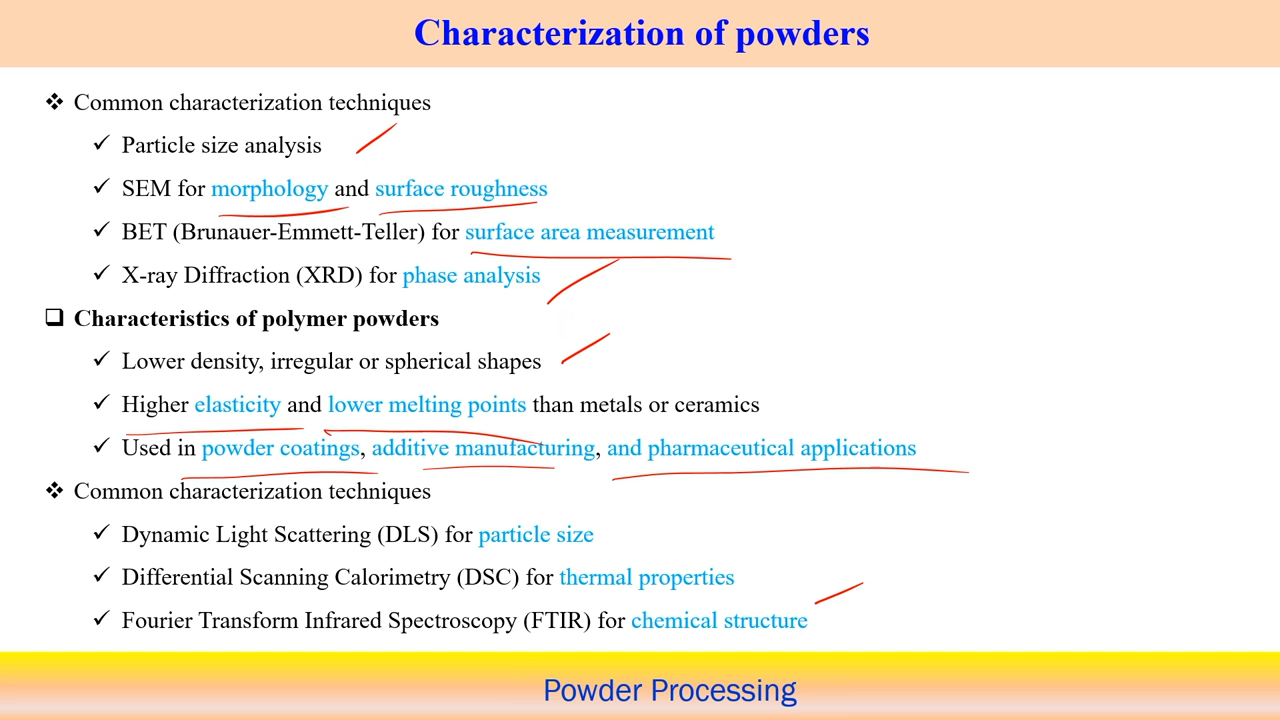 Characterization of powders
❖ Common characterization techniques
✓ Particle size analysis
✓ SEM for morphology and surface roughness
✓ BET (Brunauer-Emmett-Teller) for surface area measurement
✓ X-ray Diffraction (XRD) for phase analysis
❑ Characteristics of polymer powders
✓ Lower density, irregular or spherical shapes
✓ Higher elasticity and lower melting points than metals or ceramics
✓ Used in powder coatings, additive manufacturing, and pharmaceutical applications
❖ Common characterization techniques
✓ Dynamic Light Scattering (DLS) for particle size
✓ Differential Scanning Calorimetry (DSC) for thermal properties
✓ Fourier Transform Infrared Spectroscopy (FTIR) for chemical structure
Powder Processing